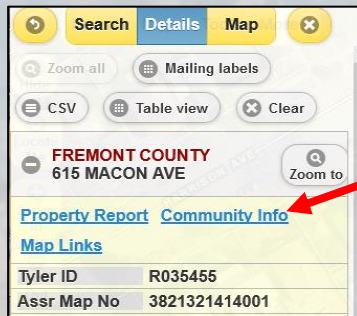 Search Details Map
Zoom all Mailing labels
CSV Table view Clear
FREMONT COUNTY
615 MACON AVE
Zoom to
Property Report Community Info
Map Links
Tyler ID R035455
Assr Map No 3821321414001